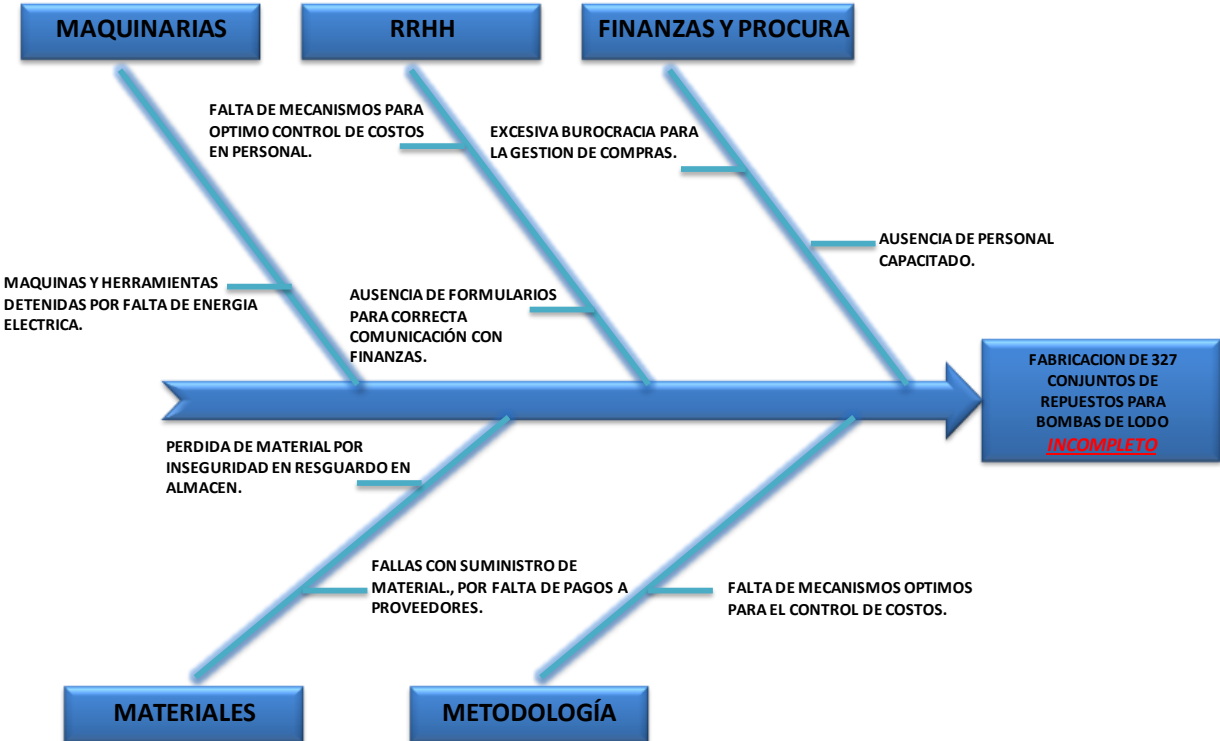 MAQUINARIAS
RRHH
FINANZAS Y PROCURA
FALTA DE MECANISMOS PARA
OPTIMO CONTROL DE COSTOS
EN PERSONAL.
EXCESIVA BUROCRACIA PARA
LA GESTION DE COMPRAS.
AUSENCIA DE PERSONAL
CAPACITADO.
MAQUINAS Y HERRAMIENTAS
DETENIDAS POR FALTA DE ENERGIA
ELECTRICA.
AUSENCIA DE FORMULARIOS
PARA CORRECTA
COMUNICACIÓN CON
FINANZAS.
FABRICACION DE 327
CONJUNTOS DE
REPUESTOS PARA
BOMBAS DE LODO
INCOMPLETO
PERDIDA DE MATERIAL POR
INSEGURIDAD EN RESGUARDO EN
ALMACEN.
FALLAS CON SUMINISTRO DE
MATERIAL., POR FALTA DE PAGOS A
PROVEEDORES.
FALTA DE MECANISMOS OPTIMOS
PARA EL CONTROL DE COSTOS.
MATERIALES
METODOLOGÍA